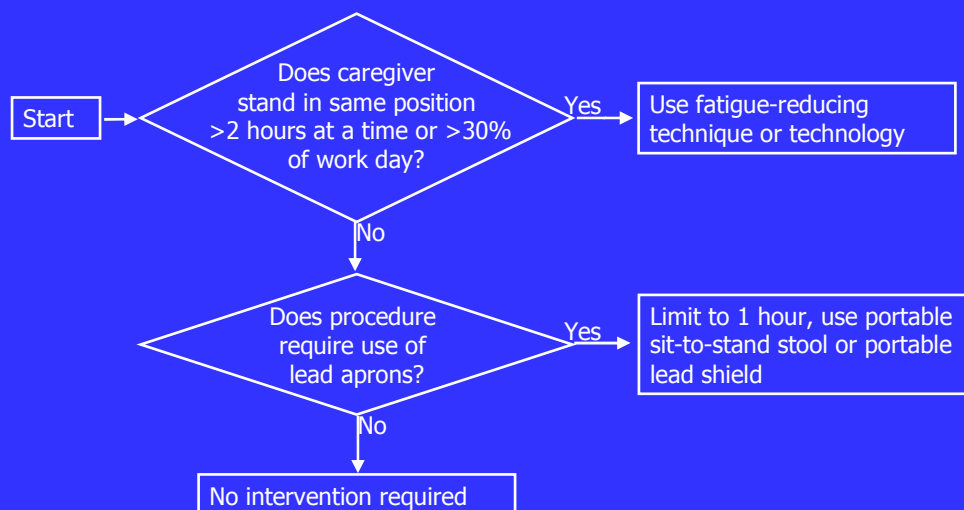 Start
Does caregiver
stand in same position
>2 hours at a time or >30%
of work day?
Yes
Use fatigue-reducing
technique or technology
No
Does procedure
require use of
lead aprons?
Yes
Limit to 1 hour, use portable
sit-to-stand stool or portable
lead shield
No
No intervention required